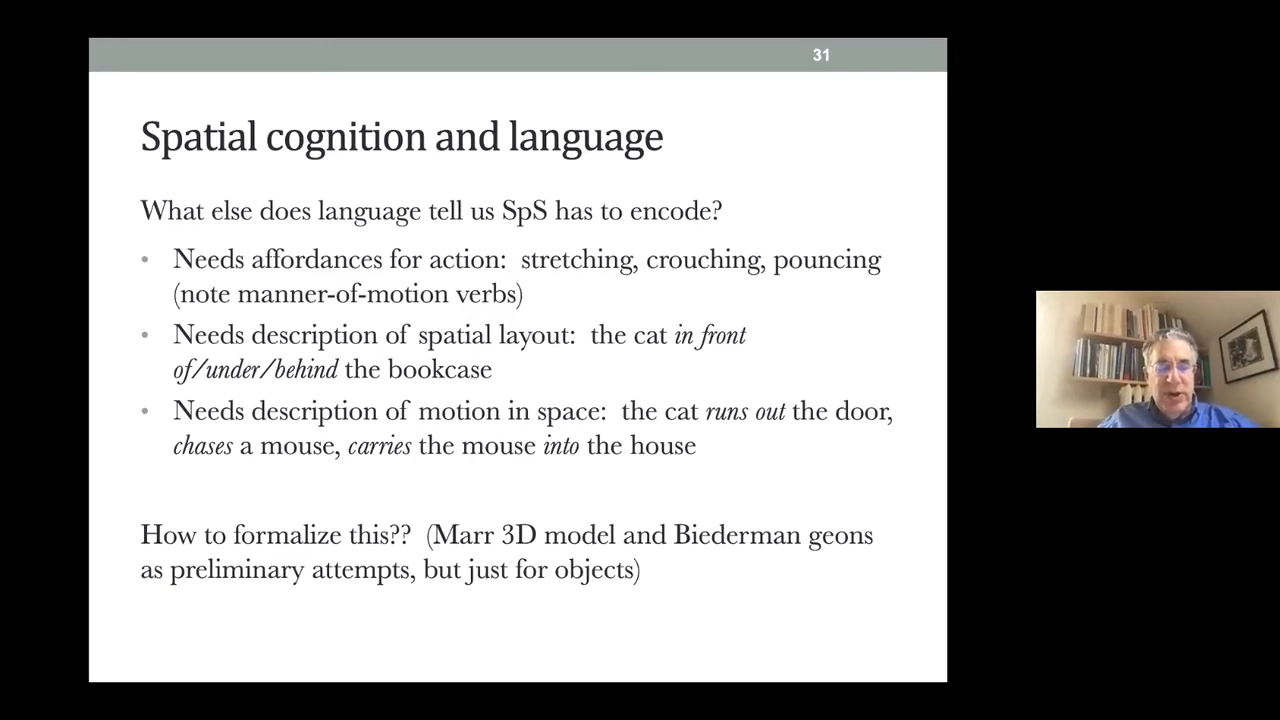 31
Spatial cognition and language
What else does language tell us SpS has to encode?
• Needs affordances for action: stretching, crouching, pouncing
(note manner-of-motion verbs)
• Needs description of spatial layout: the cat in front
of/under/behind the bookcase
• Needs description of motion in space: the cat runs out the door,
chases a mouse, carries the mouse into the house
How to formalize this?? (Marr 3D model and Biederman geons
as preliminary attempts, but just for objects)